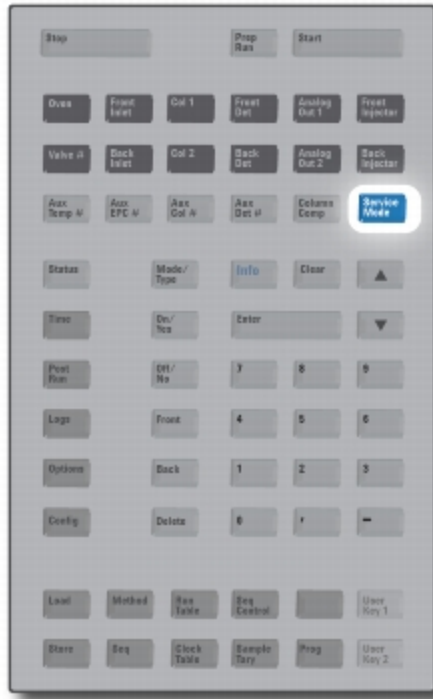 Stop
Prep
Run
Start
Oven
Front
Inlet
Col 1
Front
Det
Analog
Out 1
Front
Injector
Valve #
Back
Inlet
Col 2
Back
Det
Analog
Out 2
Back
Injector
Aux
Temp #
Aux
EPC #
Aux
Col #
Aux
Det #
Column
Comp
Service
Mode
Status
Mode/
Type
Info
Clear
▲
Time
On/
Yes
Enter
▼
Post
Run
Off/
No
7
8
9
Logs
Front
4
5
6
Options
Back
1
2
3
Config
Delete
0
-
Load
Method
Run
Table
Seq
Control
User
Key 1
Store
Seq
Clock
Table
Sample
Tary
Prog
User
Key 2